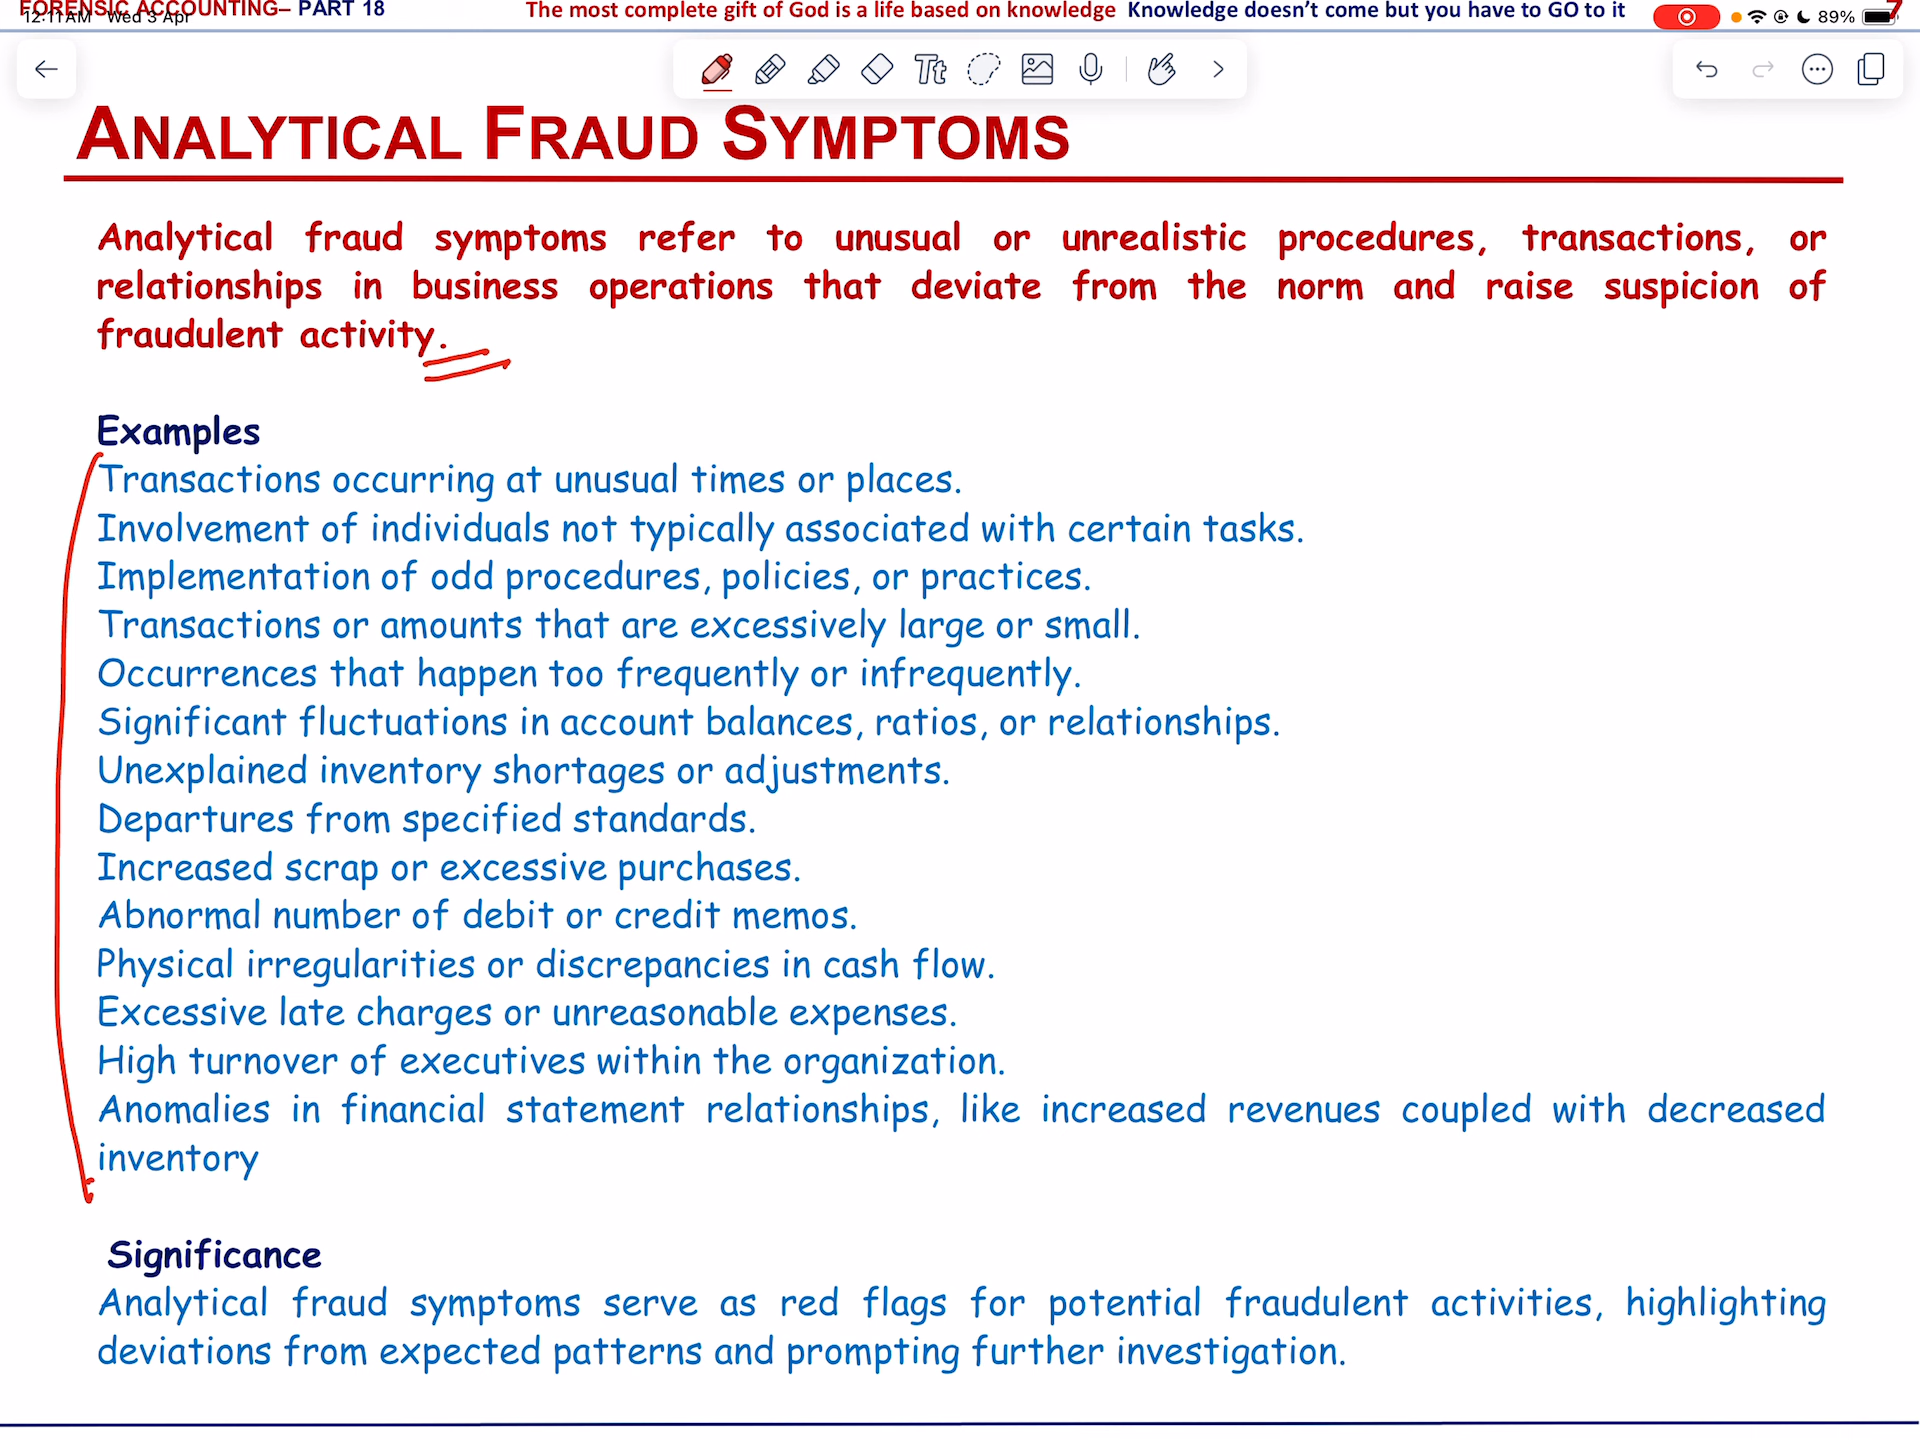 FORENSIC ACCOUNTING– PART 18 The most complete gift of God is a life based on knowledge Knowledge doesn't come but you have to GO to it 7
12:11AM Wed 3 Apr 89%
Tt
ANALYTICAL FRAUD SYMPTOMS
Analytical fraud symptoms refer to unusual or unrealistic procedures, transactions, or
relationships in business operations that deviate from the norm and raise suspicion of
fraudulent activity.
Examples
Transactions occurring at unusual times or places.
Involvement of individuals not typically associated with certain tasks.
Implementation of odd procedures, policies, or practices.
Transactions or amounts that are excessively large or small.
Occurrences that happen too frequently or infrequently.
Significant fluctuations in account balances, ratios, or relationships.
Unexplained inventory shortages or adjustments.
Departures from specified standards.
Increased scrap or excessive purchases.
Abnormal number of debit or credit memos.
Physical irregularities or discrepancies in cash flow.
Excessive late charges or unreasonable expenses.
High turnover of executives within the organization.
Anomalies in financial statement relationships, like increased revenues coupled with decreased
inventory
Significance
Analytical fraud symptoms serve as red flags for potential fraudulent activities, highlighting
deviations from expected patterns and prompting further investigation.